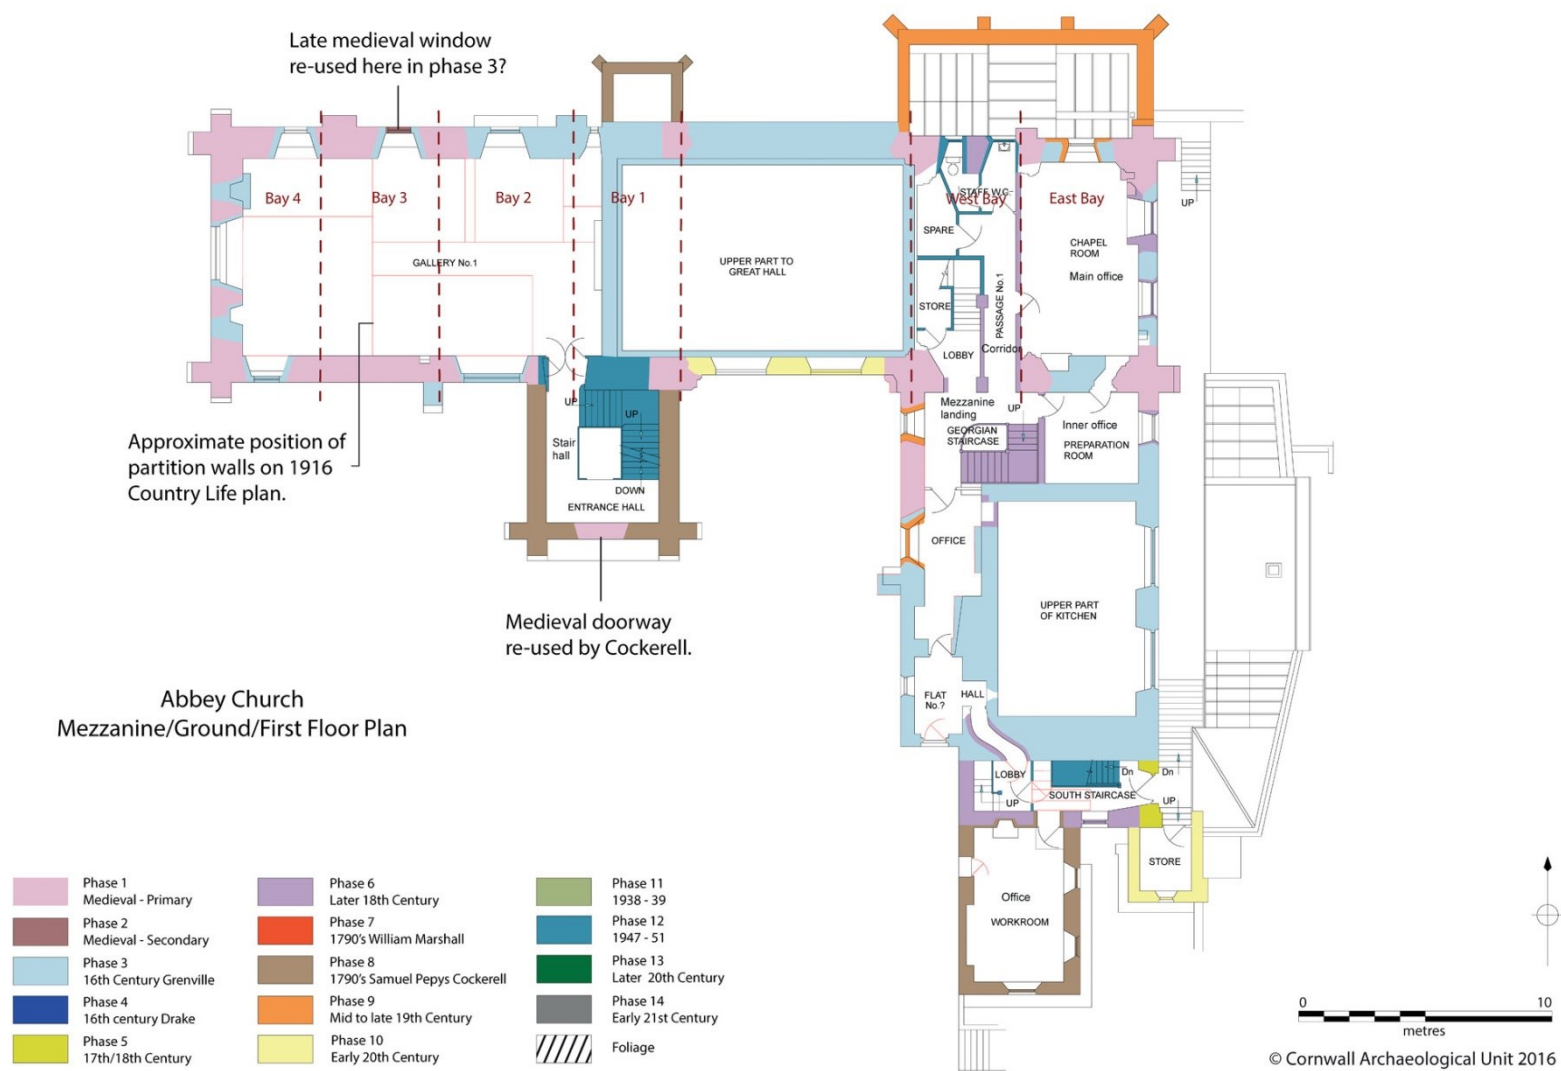 Late medieval window
re-used here in phase 3?
Bay 4
Bay 3
Bay 2
Bay 1
West Bay
East Bay
STAFF W.C.
UP
SPARE
CHAPEL
ROOM
Main office
GALLERY No.1
UPPER PART TO
GREAT HALL
STORE
PASSAGE No.1
LOBBY
Corridor
Approximate position of
partition walls on 1916
Country Life plan.
UP
UP
Stair
hall
DOWN
ENTRANCE HALL
Mezzanine
landing
UP
GEORGIAN
STAIRCASE
Inner office
PREPARATION
ROOM
OFFICE
UPPER PART
OF KITCHEN
Medieval doorway
re-used by Cockerell.
FLAT
No.?
HALL
Abbey Church
Mezzanine/Ground/First Floor Plan
LOBBY
UP
Dn
Dn
SOUTH STAIRCASE
UP
STORE
Office
WORKROOM
Phase 1
Medieval - Primary
Phase 2
Medieval - Secondary
Phase 3
16th Century Grenville
Phase 4
16th century Drake
Phase 5
17th/18th Century
Phase 6
Later 18th Century
Phase 7
1790's William Marshall
Phase 8
1790's Samuel Pepys Cockerell
Phase 9
Mid to late 19th Century
Phase 10
Early 20th Century
Phase 11
1938 - 39
Phase 12
1947 - 51
Phase 13
Later 20th Century
Phase 14
Early 21st Century
Foliage
0 10
metres
© Cornwall Archaeological Unit 2016